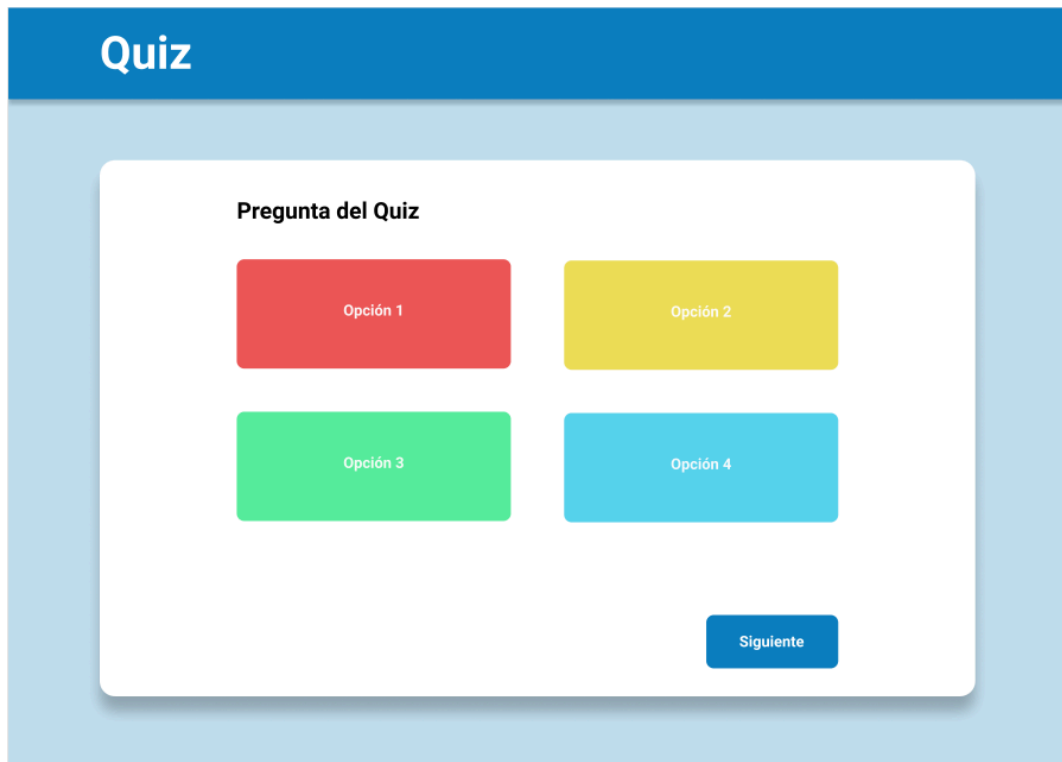 Quiz
Pregunta del Quiz
Opción 1
Opción 2
Opción 3
Opción 4
Siguiente